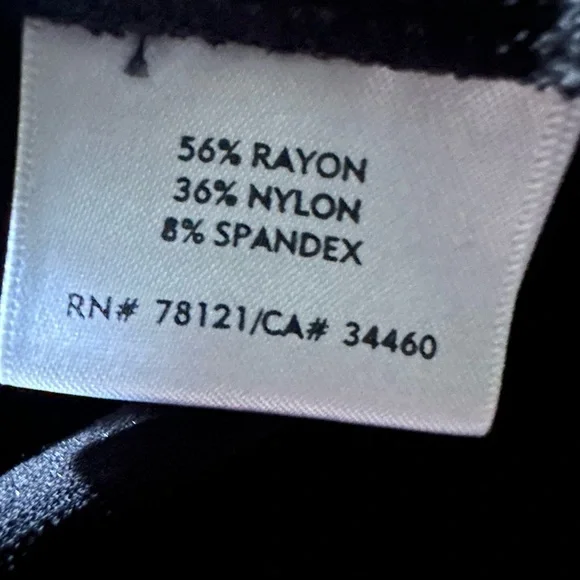 56% RAYON
36% NYLON
8% SPANDEX
RN# 78121/CA# 34460